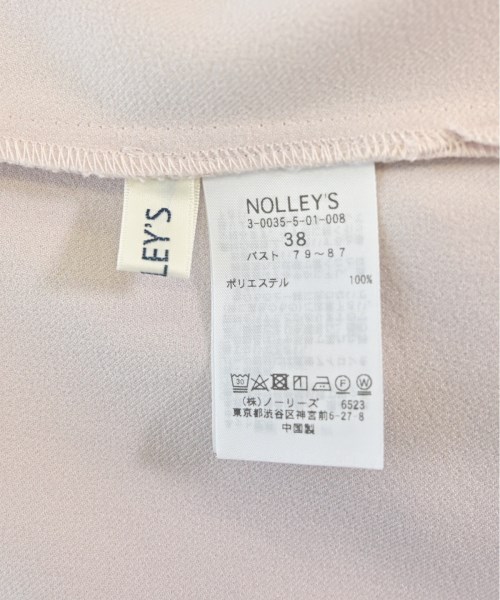 LEY'S
NOLLEY'S
3-0035-5-01-008
38
バスト 79～87
ポリエステル 100%
30 F W
(株)ノーリーズ 6523
東京都渋谷区神宮前6-27-8
中国製